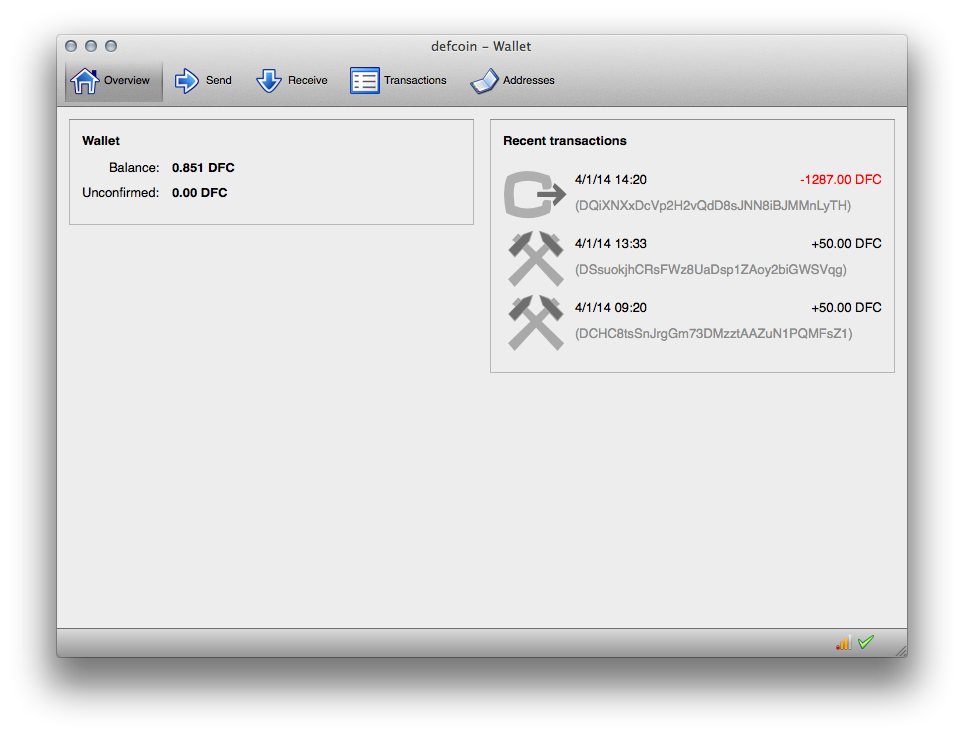 defcoin – Wallet
Overview Send Receive Transactions Addresses
Wallet
Balance: 0.851 DFC
Unconfirmed: 0.00 DFC
Recent transactions
4/1/14 14:20 -1287.00 DFC
(DQiXNXxDcVp2H2vQdD8sJNN8iBJMMnLyTH)
4/1/14 13:33 +50.00 DFC
(DSsuokjhCRsFWz8UaDsp1ZAoy2biGWSVqg)
4/1/14 09:20 +50.00 DFC
(DCHC8tsSnJrgGm73DMzztAAZuN1PQMFsZ1)